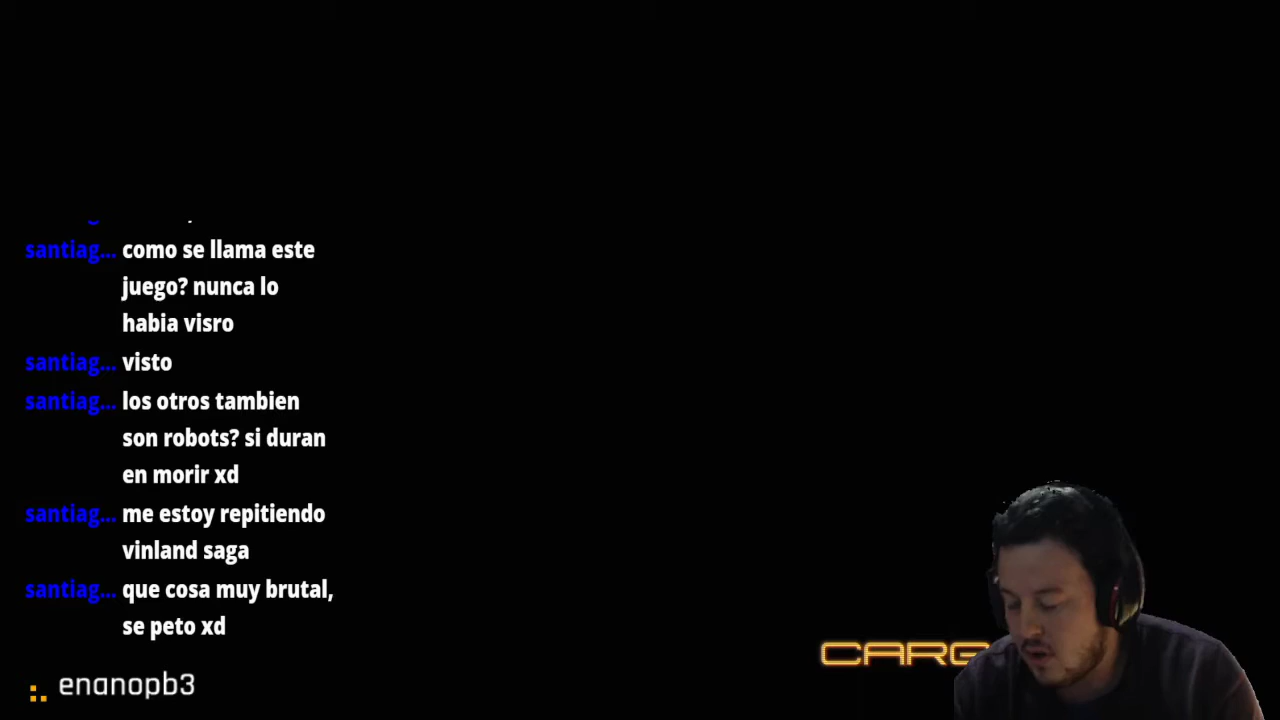 santiag... como se llama este
juego? nunca lo
habia visro
santiag... visto
santiag... los otros tambien
son robots? si duran
en morir xd
santiag... me estoy repitiendo
vinland saga
santiag... que cosa muy brutal,
se peto xd
CARG
enanopb3